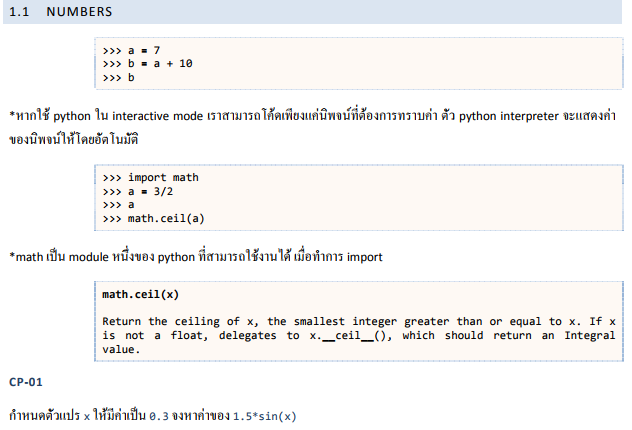 1.1 NUMBERS
>>> a = 7
>>> b = a + 10
>>> b
*หากใช้ python ใน interactive mode เราสามารถโค้ดเพียงแค่นิพจน์ที่ต้องการทราบค่า ตัว python interpreter จะแสดงค่า
ของนิพจน์ให้โดยอัตโนมัติ
>>> import math
>>> a = 3/2
>>> a
>>> math.ceil(a)
*math เป็น module หนึ่งของ python ที่สามารถใช้งานได้ เมื่อทำการ import
math.ceil(x)
Return the ceiling of x, the smallest integer greater than or equal to x. If x
is not a float, delegates to x.__ceil__(), which should return an Integral
value.
CP-01
กำหนดตัวแปร x ให้มีค่าเป็น 0.3 จงหาค่าของ 1.5*sin(x)